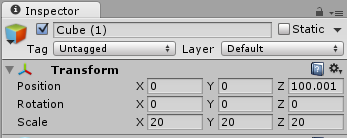 Inspector
Cube (1) Static
Tag Untagged Layer Default
Transform
Position X 0 Y 0 Z 100.001
Rotation X 0 Y 0 Z 0
Scale X 20 Y 20 Z 20